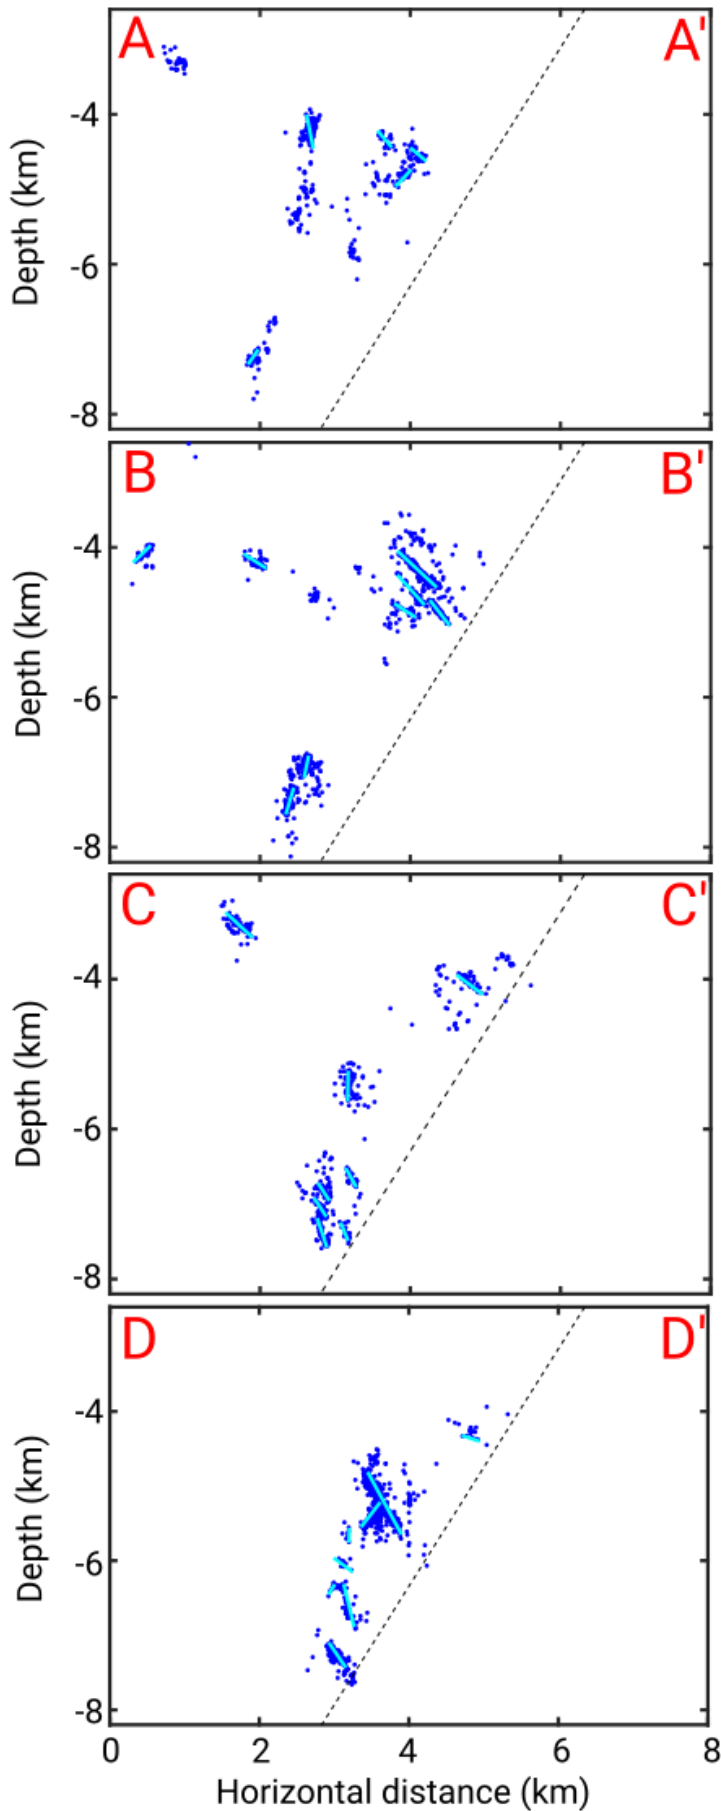 A A'
-4
-6
-8
Depth (km)
B B'
-4
-6
-8
Depth (km)
C C'
-4
-6
-8
Depth (km)
D D'
-4
-6
-8
Depth (km)
0 2 4 6 8
Horizontal distance (km)